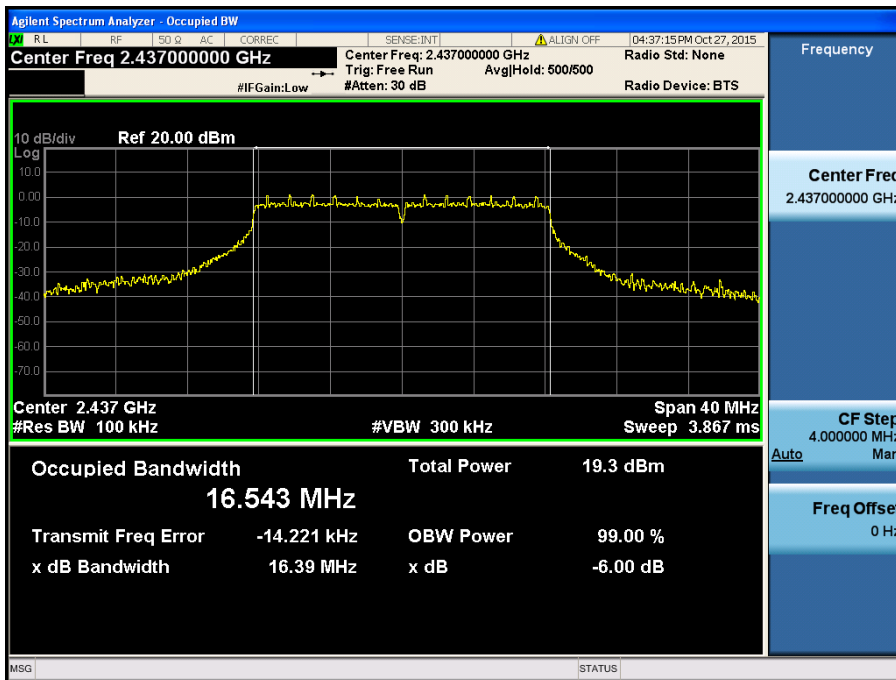 Agilent Spectrum Analyzer - Occupied BW
LXI RL RF 50 Ω AC CORREC SENSE:INT ALIGN OFF 04:37:15 PM Oct 27, 2015
Center Freq 2.437000000 GHz
Center Freq: 2.437000000 GHz
Radio Std: None
Trig: Free Run Avg|Hold: 500/500
#IFGain:Low
#Atten: 30 dB
Radio Device: BTS
10 dB/div Ref 20.00 dBm
Log
10.0
0.00
-10.0
-20.0
-30.0
-40.0
-50.0
-60.0
-70.0
Center 2.437 GHz Span 40 MHz
#Res BW 100 kHz #VBW 300 kHz Sweep 3.867 ms
Occupied Bandwidth Total Power 19.3 dBm
16.543 MHz
Transmit Freq Error -14.221 kHz OBW Power 99.00 %
x dB Bandwidth 16.39 MHz x dB -6.00 dB
MSG STATUS
Frequency
Center Freq
2.437000000 GHz
CF Step
4.000000 MHz
Auto Man
Freq Offset
0 Hz